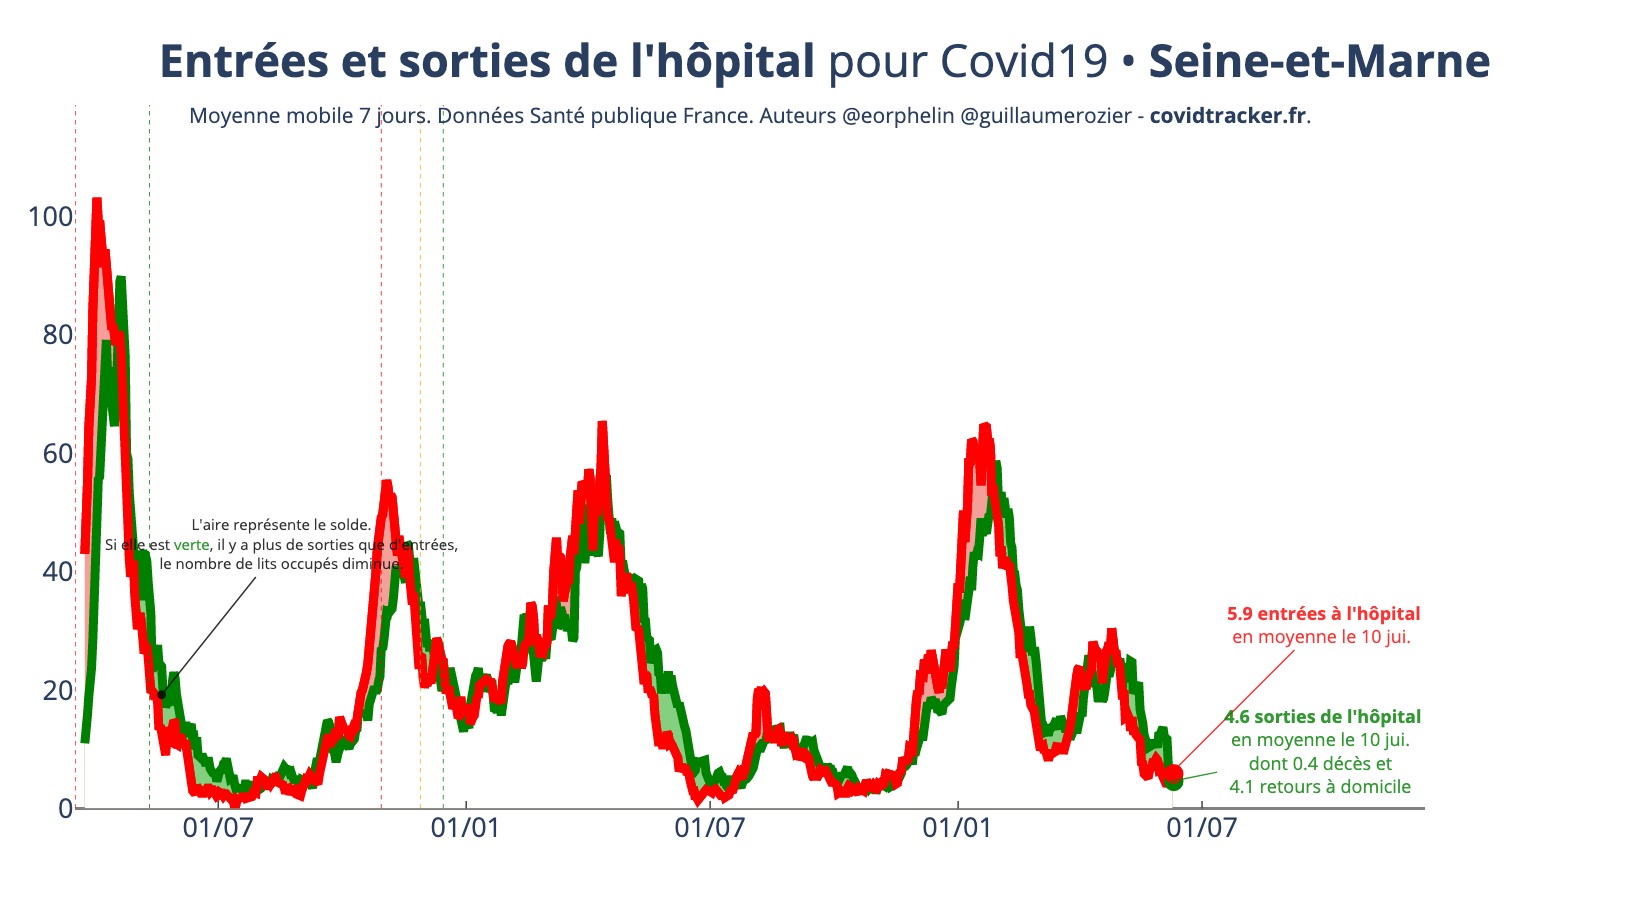 Entrées et sorties de l'hôpital pour Covid19 • Seine-et-Marne
Moyenne mobile 7 jours. Données Santé publique France. Auteurs @eorphelin @guillaumerozier - covidtracker.fr.
100
80
60
40
20
0
L'aire représente le solde.
Si elle est verte, il y a plus de sorties que d'entrées,
le nombre de lits occupés diminue.
5.9 entrées à l'hôpital
en moyenne le 10 jui.
4.6 sorties de l'hôpital
en moyenne le 10 jui.
dont 0.4 décès et
4.1 retours à domicile
01/07
01/01
01/07
01/01
01/07